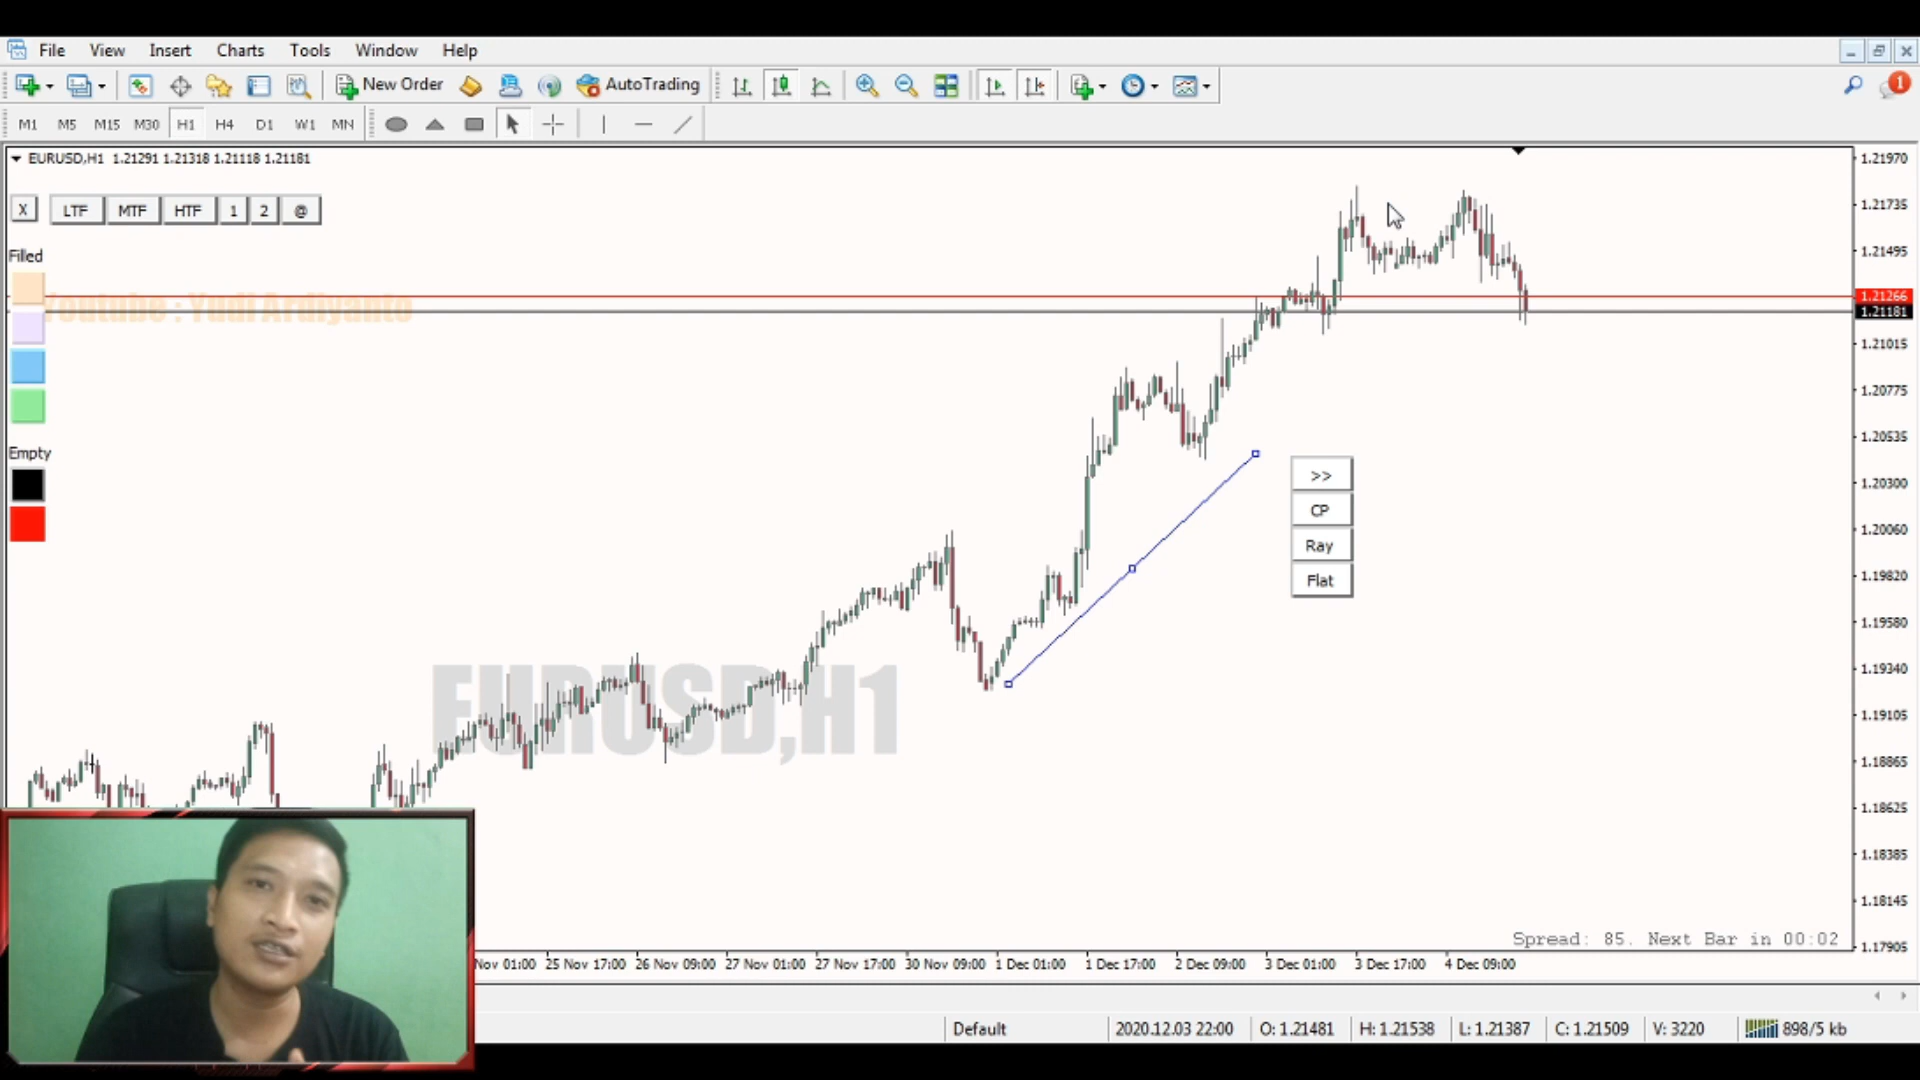 File View Insert Charts Tools Window Help
New Order AutoTrading 1
M1 M5 M15 M30 H1 H4 D1 W1 MN
EURUSD,H1 1.21291 1.21318 1.21118 1.21181
1.21970
X LTF MTF HTF 1 2 @
1.21735
Filled
1.21495
Youtube : Yudi Ardiyanto
1.21266
1.21181
1.21015
1.20775
1.20535
Empty
>>
1.20300
CP
1.20060
Ray
1.19820
Flat
1.19580
1.19340
EURUSD,H1
1.19105
1.18865
1.18625
1.18385
1.18145
Spread: 85. Next Bar in 00:02
1.17905
Nov 01:00 25 Nov 17:00 26 Nov 09:00 27 Nov 01:00 27 Nov 17:00 30 Nov 09:00 1 Dec 01:00 1 Dec 17:00 2 Dec 09:00 3 Dec 01:00 3 Dec 17:00 4 Dec 09:00
Default 2020.12.03 22:00 O: 1.21481 H: 1.21538 L: 1.21387 C: 1.21509 V: 3220 898/5 kb